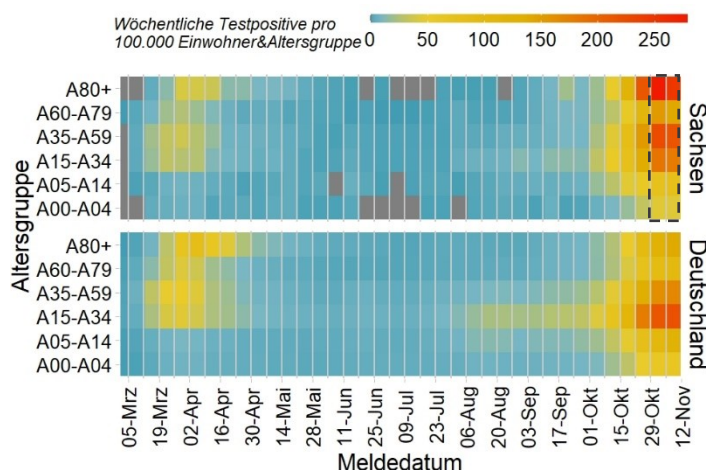 Wöchentliche Testpositive pro
100.000 Einwohner&Altersgruppe
0 50 100 150 200 250
Altersgruppe
A80+
A60-A79
A35-A59
A15-A34
A05-A14
A00-A04
Sachsen
A80+
A60-A79
A35-A59
A15-A34
A05-A14
A00-A04
Deutschland
05-Mrz
19-Mrz
02-Apr
16-Apr
30-Apr
14-Mai
28-Mai
11-Jun
25-Jun
09-Jul
23-Jul
06-Aug
20-Aug
03-Sep
17-Sep
01-Okt
15-Okt
29-Okt
12-Nov
Meldedatum